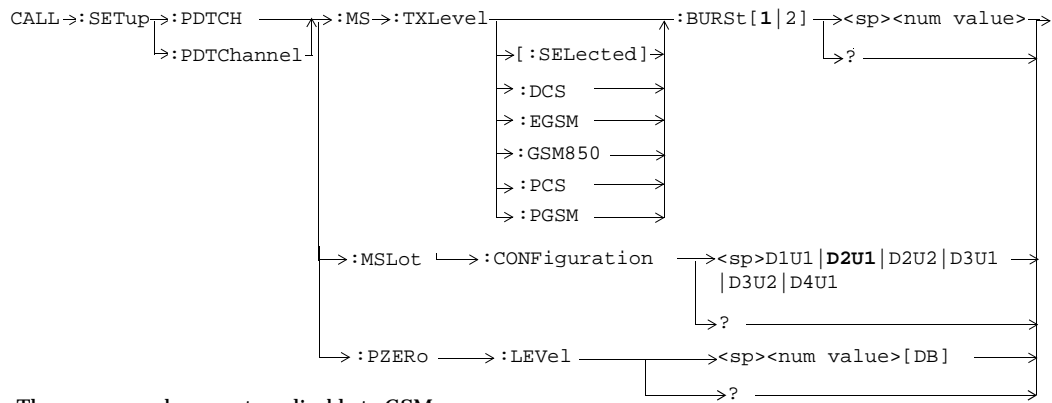 CALL :SETup :PDTCH :MS :TXLevel :BURSt[1|2] <sp><num value>
:PDTChannel [:SELected] ?
:DCS
:EGSM
:GSM850
:PCS
:PGSM
:MSLot :CONFiguration <sp>D1U1|D2U1|D2U2|D3U1
|D3U2|D4U1
?
:PZERo :LEVel <sp><num value>[DB]
?